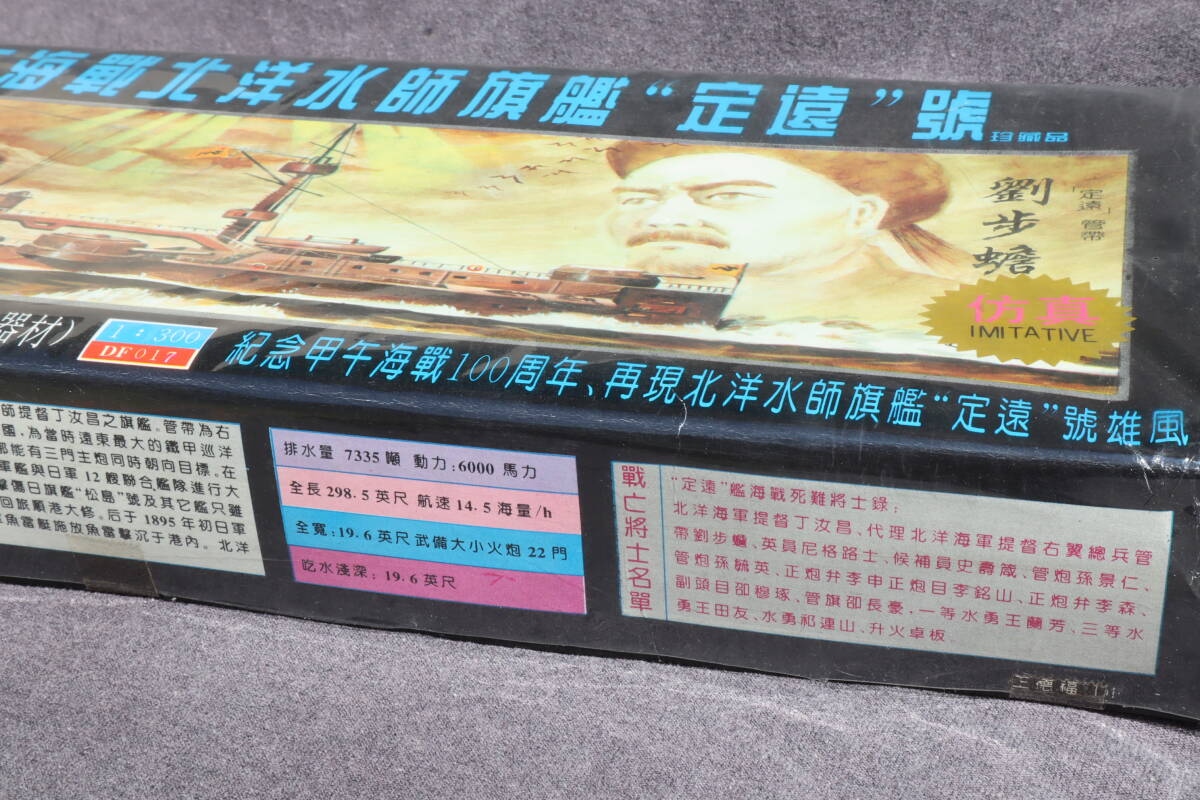 海戰北洋水師旗艦“定遠”號
珍藏品
「定遠」管帶
劉步蟾
仿真
IMITATIVE
器材)
1:300
DF017
紀念甲午海戰100周年、再現北洋水師旗艦“定遠”號雄風
師提督丁汝昌之旗艦。管帶為右
國,為當時遠東最大的鐵甲巡洋
都能有三門主炮同時朝向目標。在
軍艦與日軍12艘聯合艦隊進行大
擊傷日旗艦“松島”號及其它艦只雖
回旅順港大修。后于1895年初日軍
魚雷艇施放魚雷擊沉于港內。北洋
排水量 7335噸 動力:6000 馬力
全長298.5英尺 航速14.5海量/h
全寬:19.6英尺武備大小火炮22門
吃水淺深:19.6英尺
戰亡將士名單
“定遠”艦海戰死難將士錄:
北洋海軍提督丁汝昌、代理北洋海軍提督右翼總兵管
帶劉步蟾、英員尼格路士、候補員史壽箴、管炮孫景仁、
管炮孫毓英、正炮弁李申正炮目李銘山、正炮弁李森、
副頭目邵穆琢、管旗邵長豪,一等水勇王蘭芳、三等水
勇王田友、水勇祁連山、升火卓板